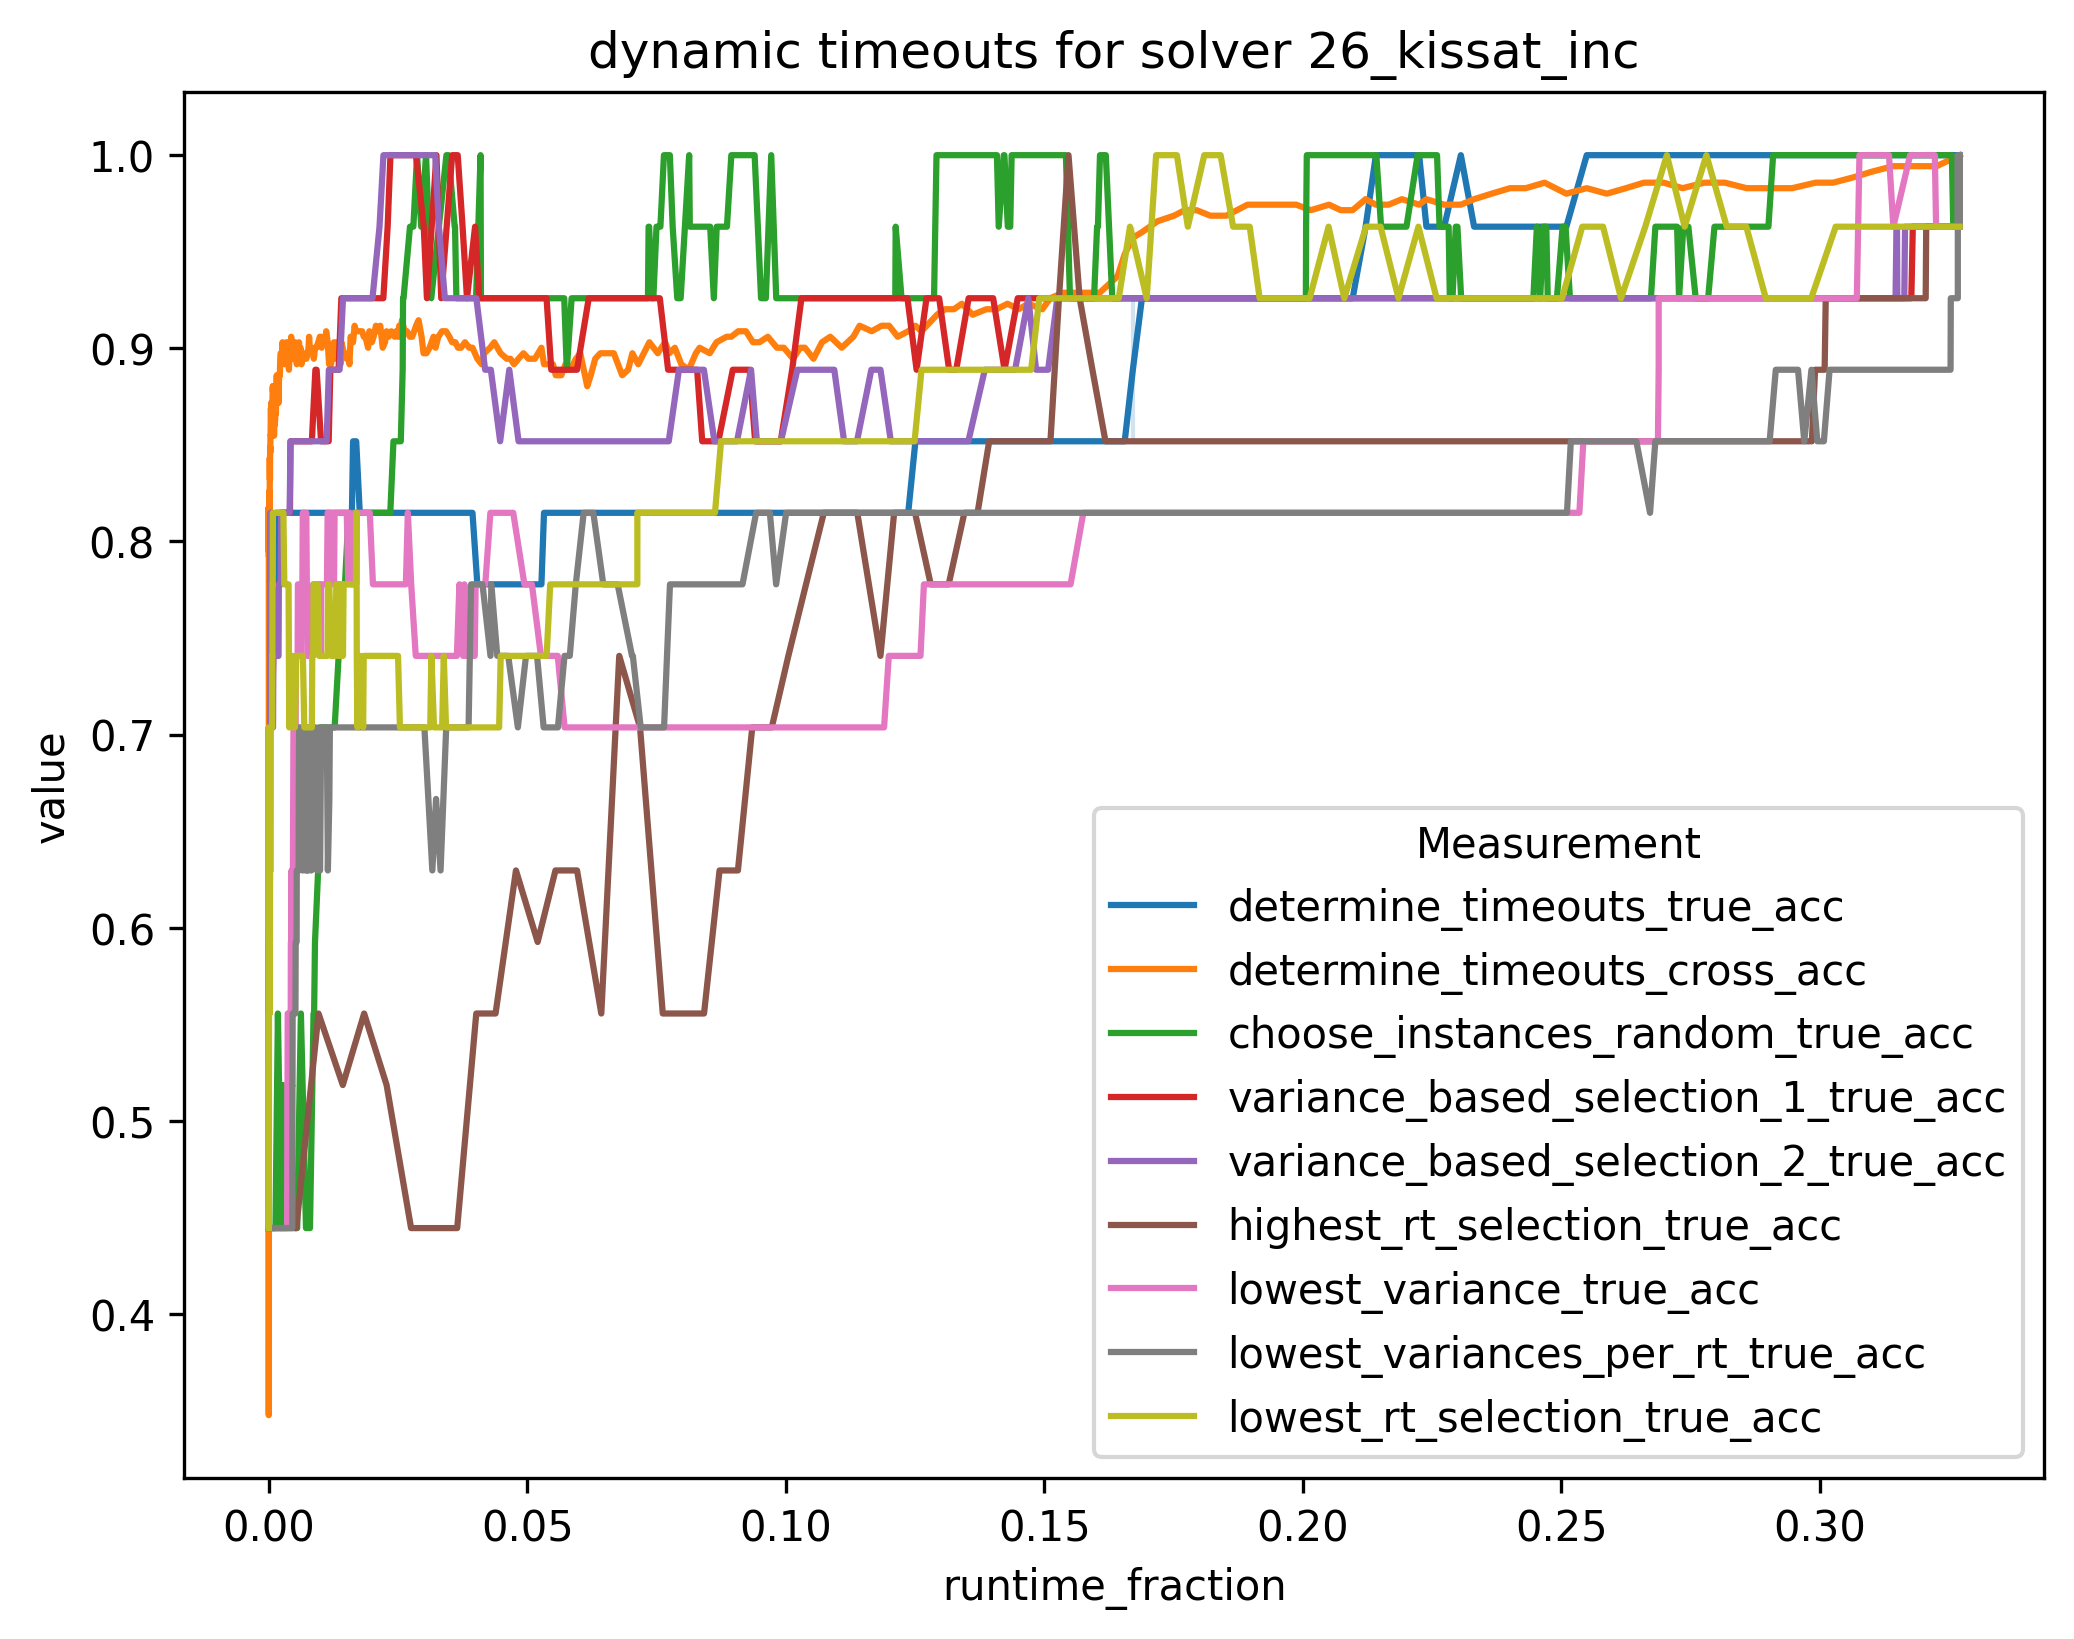 dynamic timeouts for solver 26_kissat_inc
1.0
0.9
0.8
0.7
0.6
0.5
0.4
value
0.00 0.05 0.10 0.15 0.20 0.25 0.30
runtime_fraction
Measurement
determine_timeouts_true_acc
determine_timeouts_cross_acc
choose_instances_random_true_acc
variance_based_selection_1_true_acc
variance_based_selection_2_true_acc
highest_rt_selection_true_acc
lowest_variance_true_acc
lowest_variances_per_rt_true_acc
lowest_rt_selection_true_acc